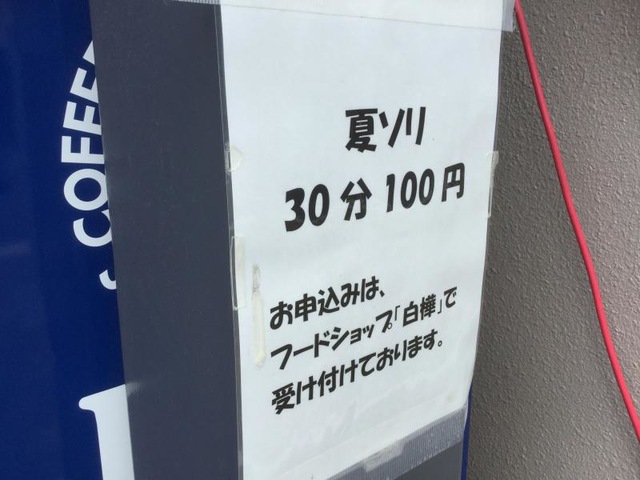 COFFEE
夏ソリ
30分100円
お申込みは、
フードショップ「白樺」で
受け付けております。